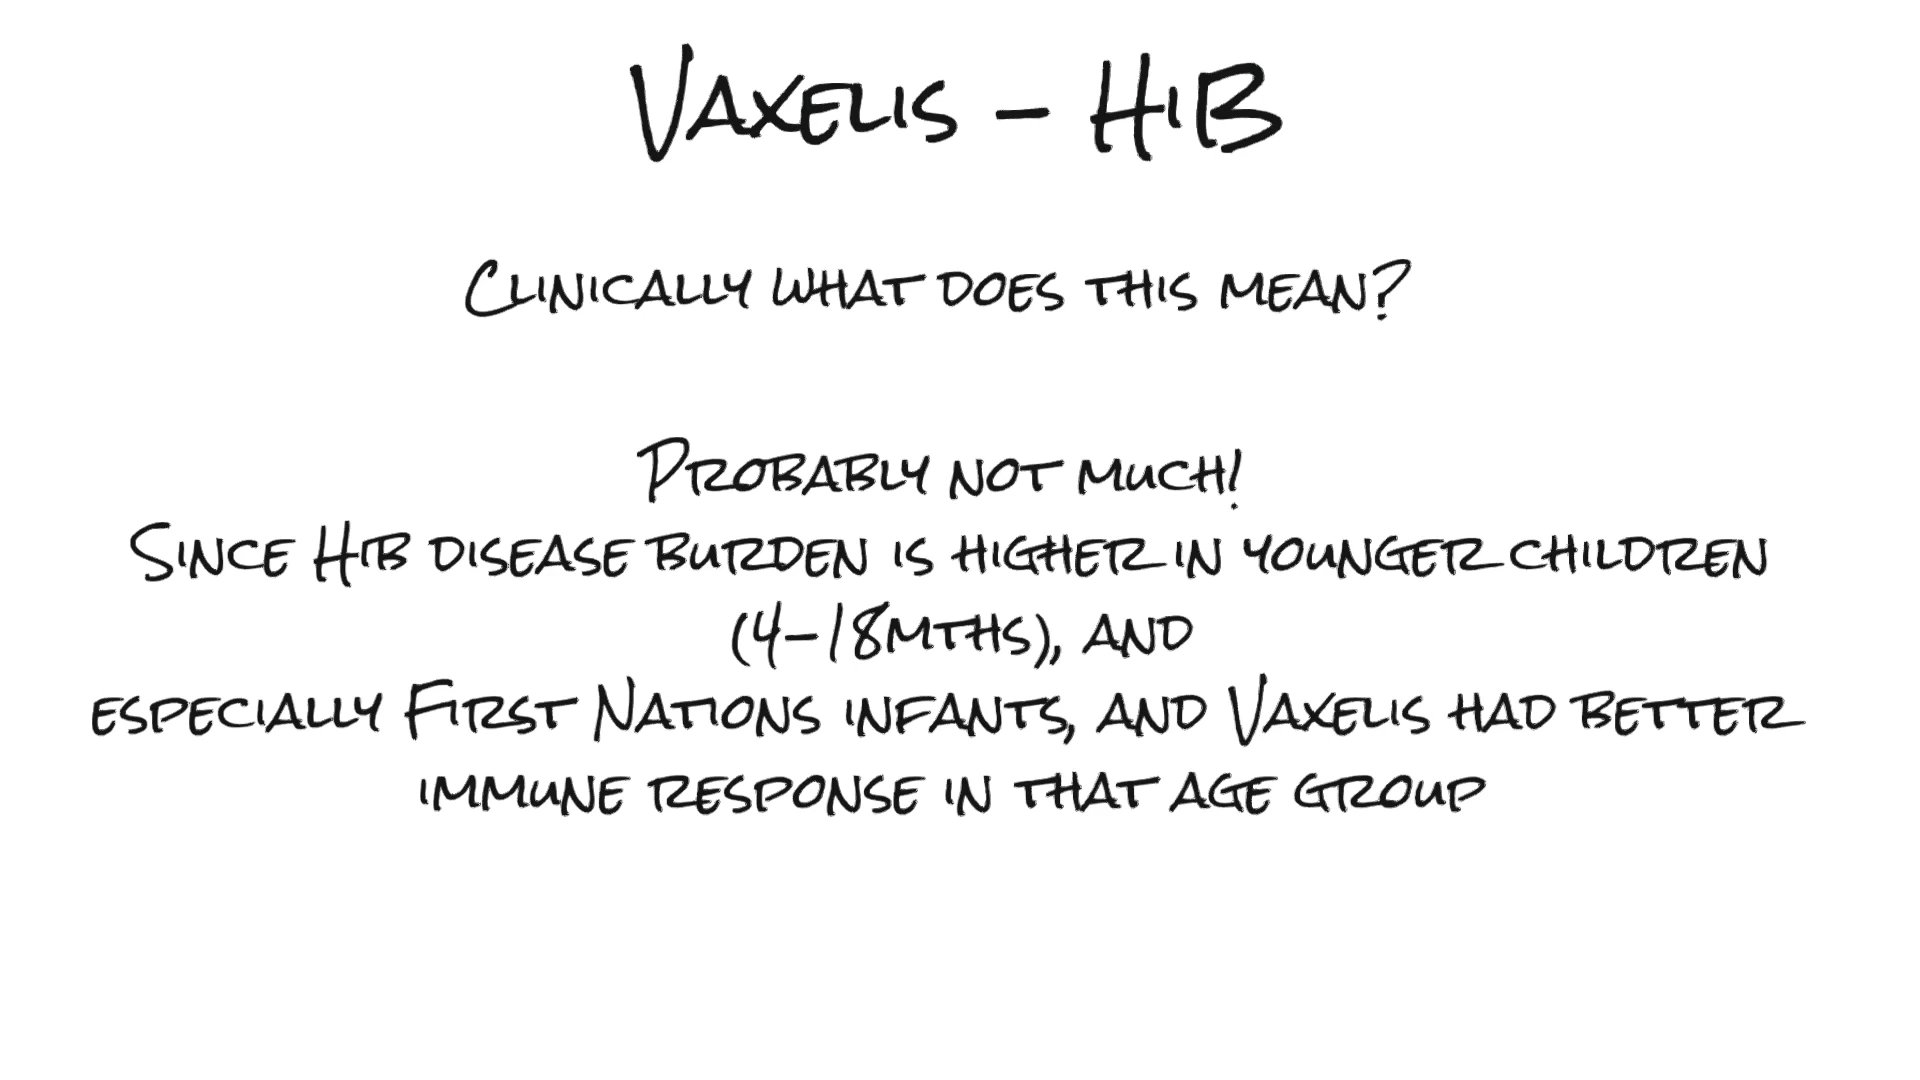 Vaxelis - HiB
Clinically what does this mean?
Probably not much!
Since Hib disease burden is higher in younger children
(4-18mths), and
especially First Nations infants, and Vaxelis had better
immune response in that age group